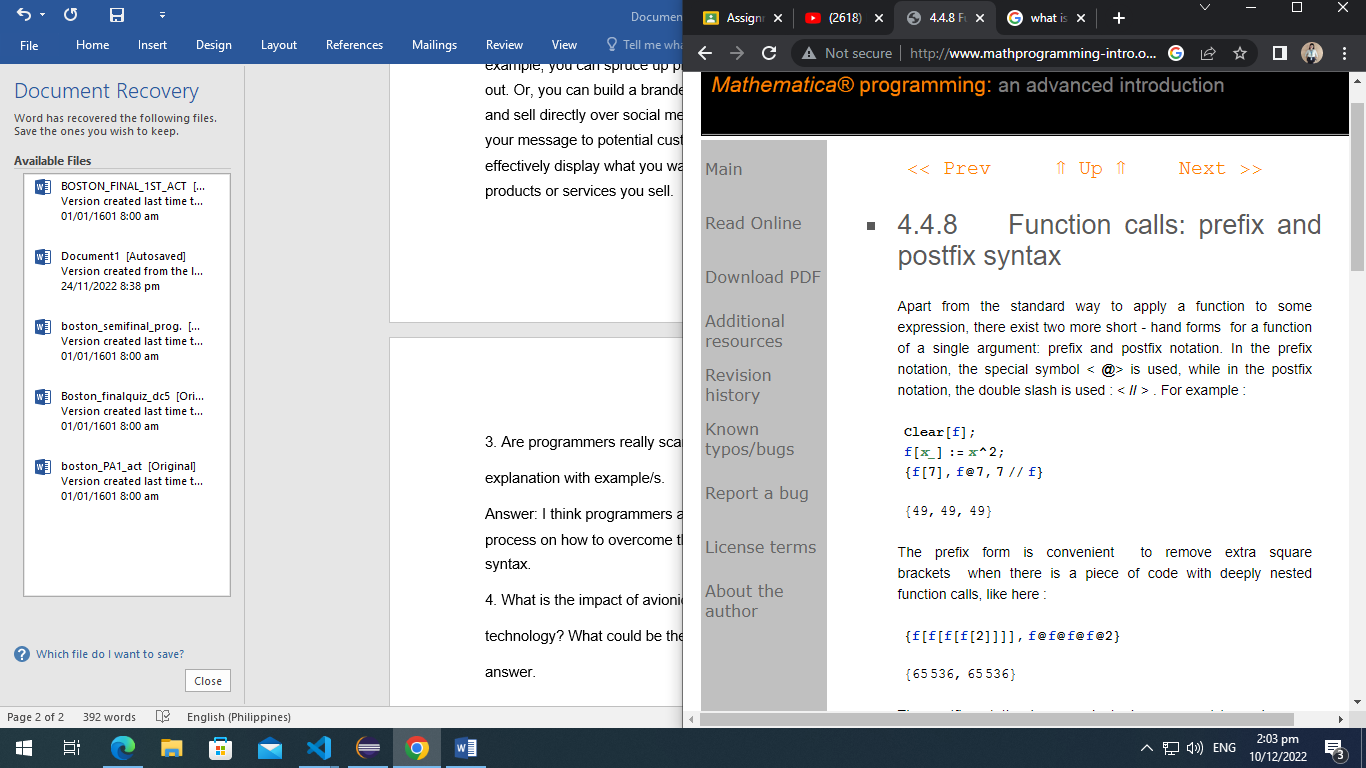 Document
File
Home
Insert
Design
Layout
References
Mailings
Review
View
Tell me wha
Document Recovery
Word has recovered the following files.
Save the ones you wish to keep.
Available Files
BOSTON_FINAL_1ST_ACT [...
Version created last time t...
01/01/1601 8:00 am
Document1 [Autosaved]
Version created from the l...
24/11/2022 8:38 pm
boston_semifinal_prog. [...
Version created last time t...
01/01/1601 8:00 am
Boston_finalquiz_dc5 [Ori...
Version created last time t...
01/01/1601 8:00 am
boston_PA1_act [Original]
Version created last time t...
01/01/1601 8:00 am
Which file do I want to save?
Close
example, you can spruce up p
out. Or, you can build a brande
and sell directly over social me
your message to potential cust
effectively display what you wa
products or services you sell.
3. Are programmers really sca
explanation with example/s.
Answer: I think programmers a
process on how to overcome th
syntax.
4. What is the impact of avioni
technology? What could be the
answer.
Page 2 of 2 392 words English (Philippines)
Assignm
(2618)
4.4.8 Fu
what is
Not secure | http://www.mathprogramming-intro.o...
Mathematica® programming: an advanced introduction
Main
Read Online
Download PDF
Additional
resources
Revision
history
Known
typos/bugs
Report a bug
License terms
About the
author
<< Prev ⇑ Up ⇑ Next >>
4.4.8 Function calls: prefix and
postfix syntax
Apart from the standard way to apply a function to some
expression, there exist two more short - hand forms for a function
of a single argument: prefix and postfix notation. In the prefix
notation, the special symbol < @> is used, while in the postfix
notation, the double slash is used : < // > . For example :
Clear[f];
f[x_] := x^2;
{f[7], f@7, 7 // f}
{49, 49, 49}
The prefix form is convenient to remove extra square
brackets when there is a piece of code with deeply nested
function calls, like here :
{f[f[f[f[2]]]], f@f@f@f@2}
{65536, 65536}
ENG
2:03 pm
10/12/2022
3